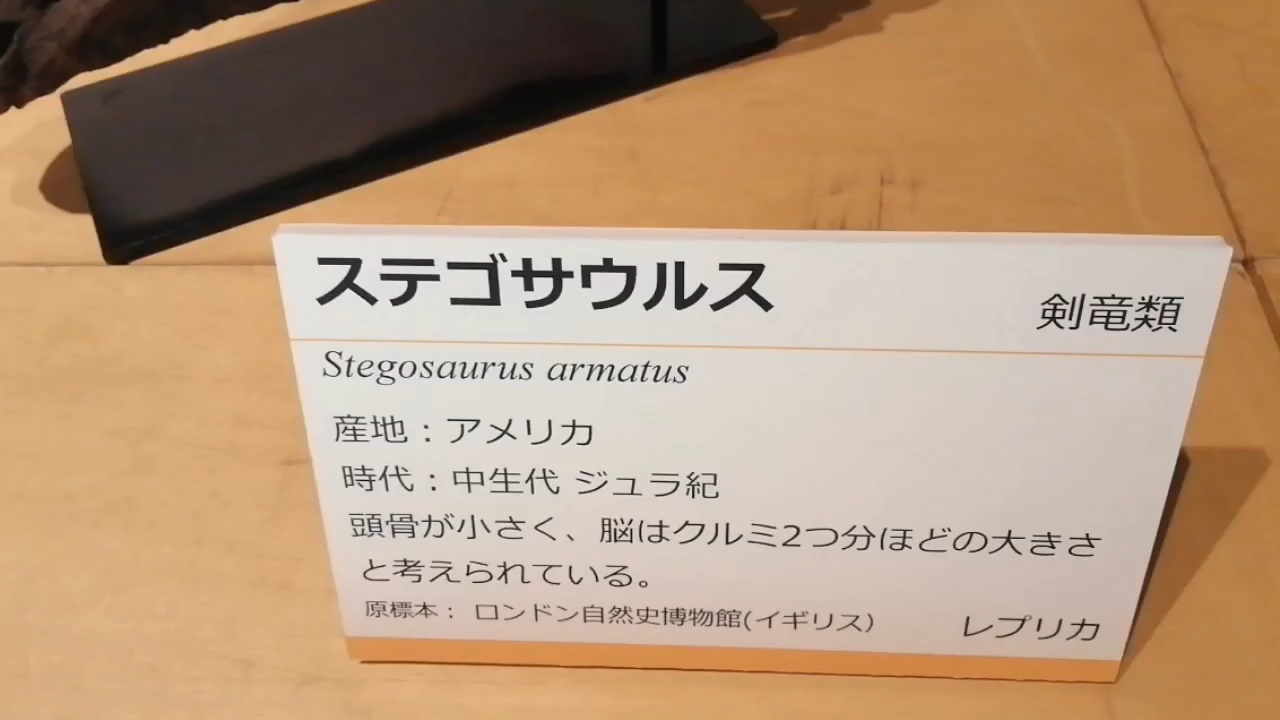 ステゴサウルス 剣竜類
Stegosaurus armatus
産地：アメリカ
時代：中生代 ジュラ紀
頭骨が小さく、脳はクルミ2つ分ほどの大きさ
と考えられている。
原標本： ロンドン自然史博物館(イギリス） レプリカ